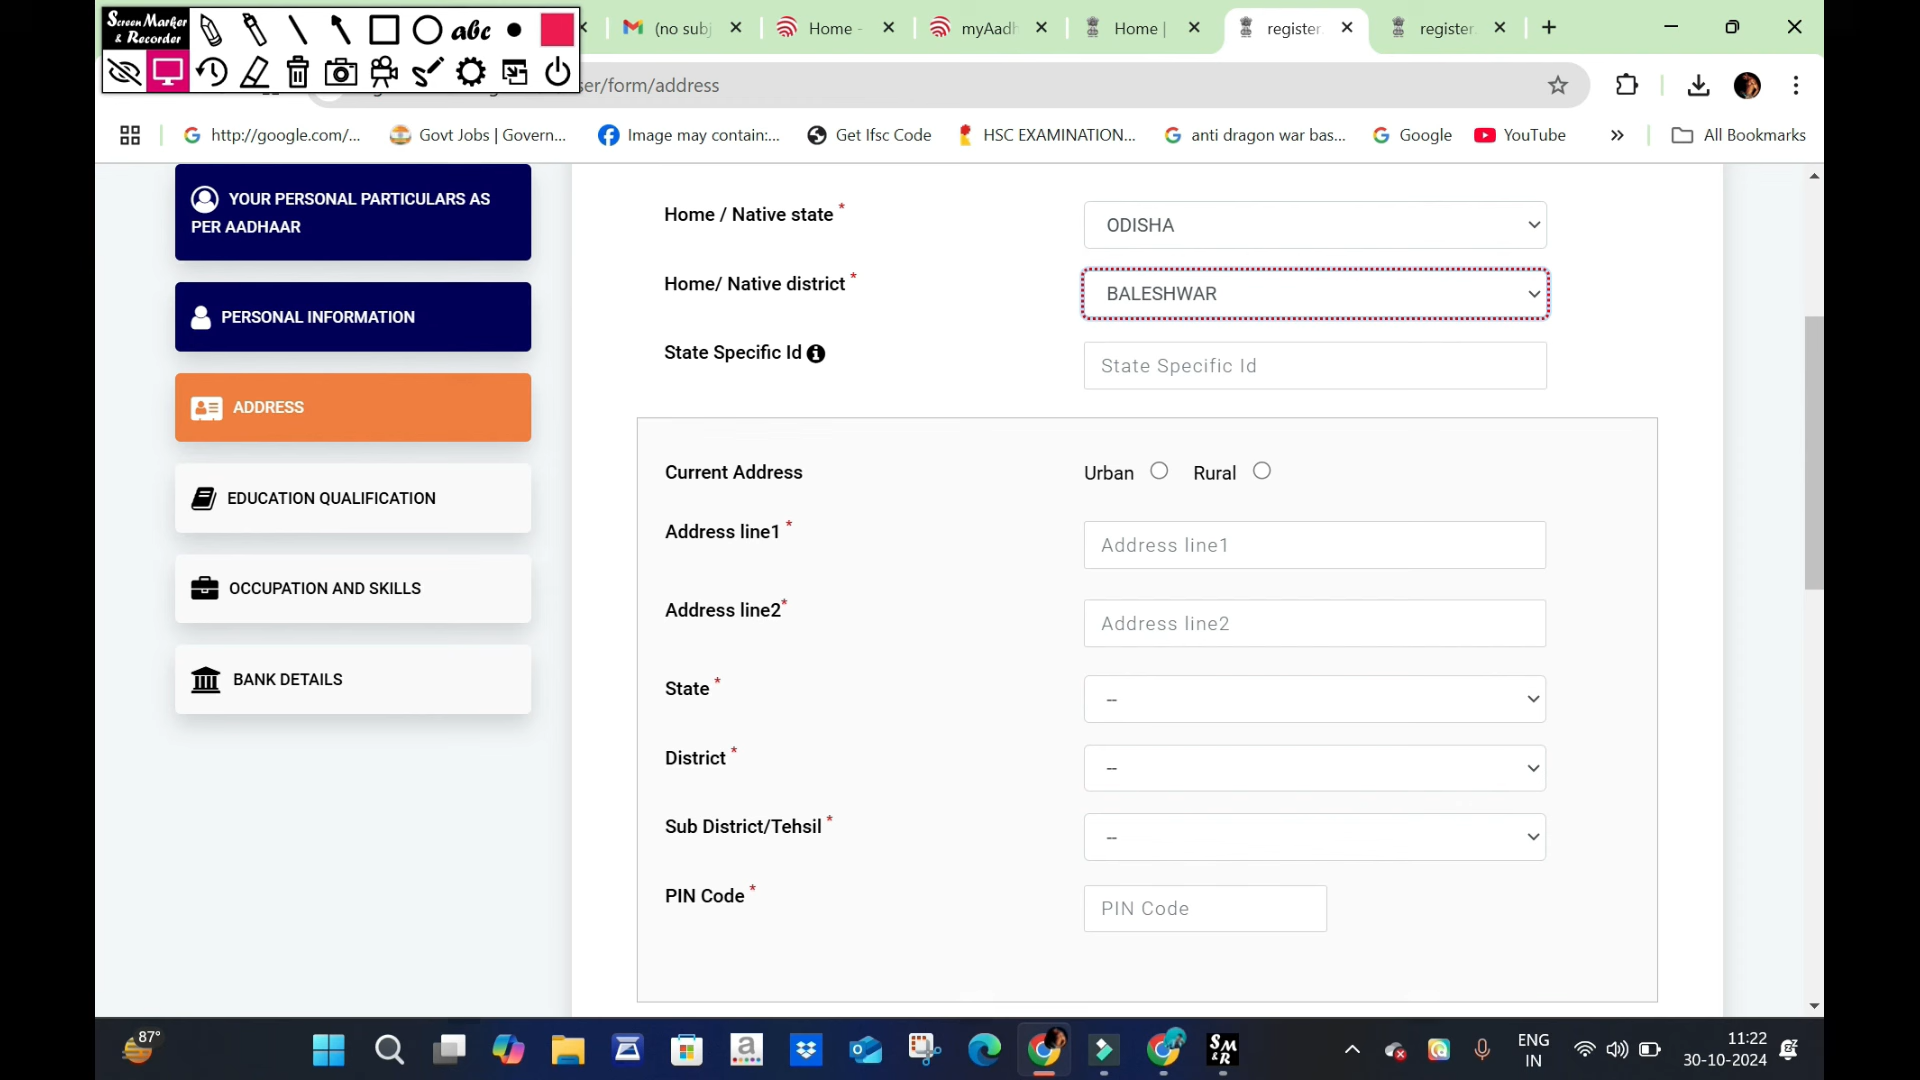 Screen Marker
& Recorder
abc
(no subj
Home -
myAadh
Home |
register.
register.
ser/form/address
http://google.com/...
Govt Jobs | Govern...
Image may contain:...
Get Ifsc Code
HSC EXAMINATION...
anti dragon war bas...
Google
YouTube
All Bookmarks
YOUR PERSONAL PARTICULARS AS
PER AADHAAR
PERSONAL INFORMATION
ADDRESS
EDUCATION QUALIFICATION
OCCUPATION AND SKILLS
BANK DETAILS
Home / Native state *
ODISHA
Home/ Native district *
BALESHWAR
State Specific Id
State Specific Id
Current Address
Urban
Rural
Address line1 *
Address line1
Address line2*
Address line2
State *
--
District *
--
Sub District/Tehsil *
--
PIN Code *
PIN Code
87°
SM
&R
ENG
IN
11:22
30-10-2024